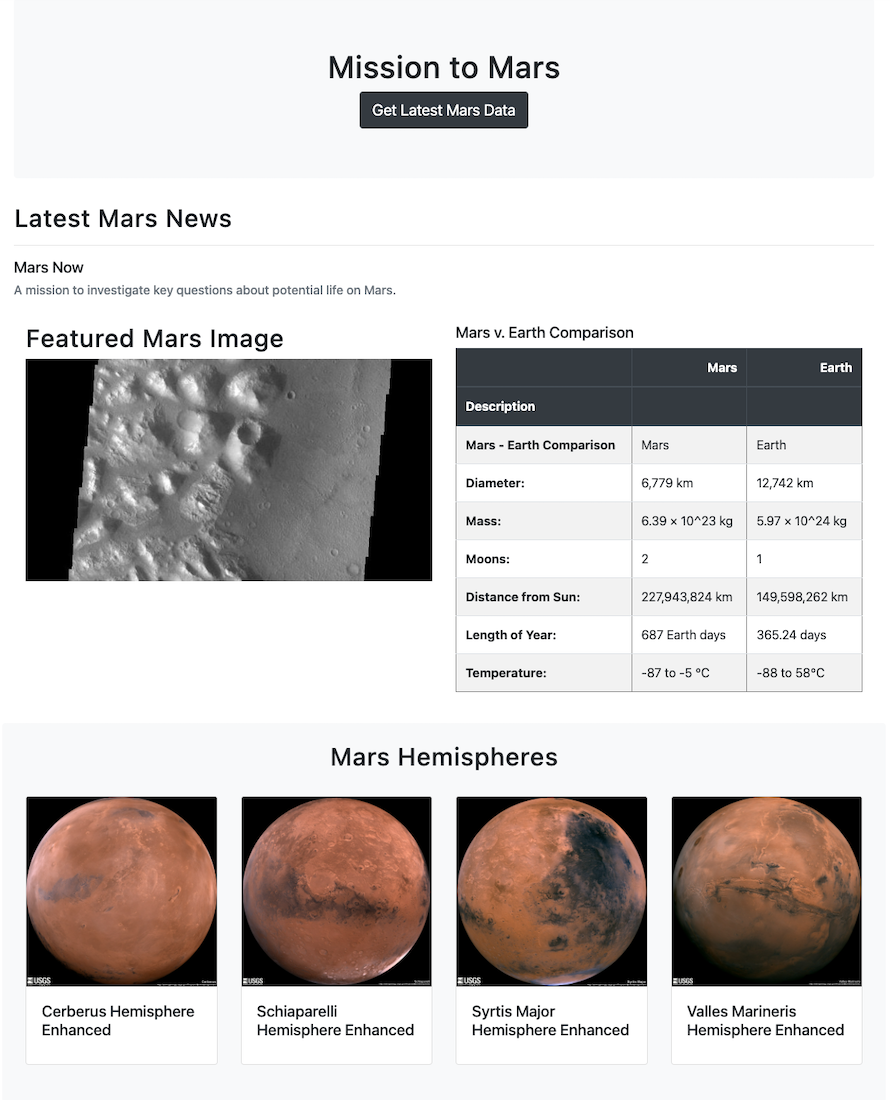 Mission to Mars
Get Latest Mars Data
Latest Mars News
Mars Now
A mission to investigate key questions about potential life on Mars.
Featured Mars Image
Mars v. Earth Comparison
Mars Earth
Description
Mars - Earth Comparison Mars Earth
Diameter: 6,779 km 12,742 km
Mass: 6.39 × 10^23 kg 5.97 × 10^24 kg
Moons: 2 1
Distance from Sun: 227,943,824 km 149,598,262 km
Length of Year: 687 Earth days 365.24 days
Temperature: -87 to -5 °C -88 to 58°C
Mars Hemispheres
USGS USGS USGS USGS
Cerberus Hemisphere
Enhanced
Schiaparelli
Hemisphere Enhanced
Syrtis Major
Hemisphere Enhanced
Valles Marineris
Hemisphere Enhanced